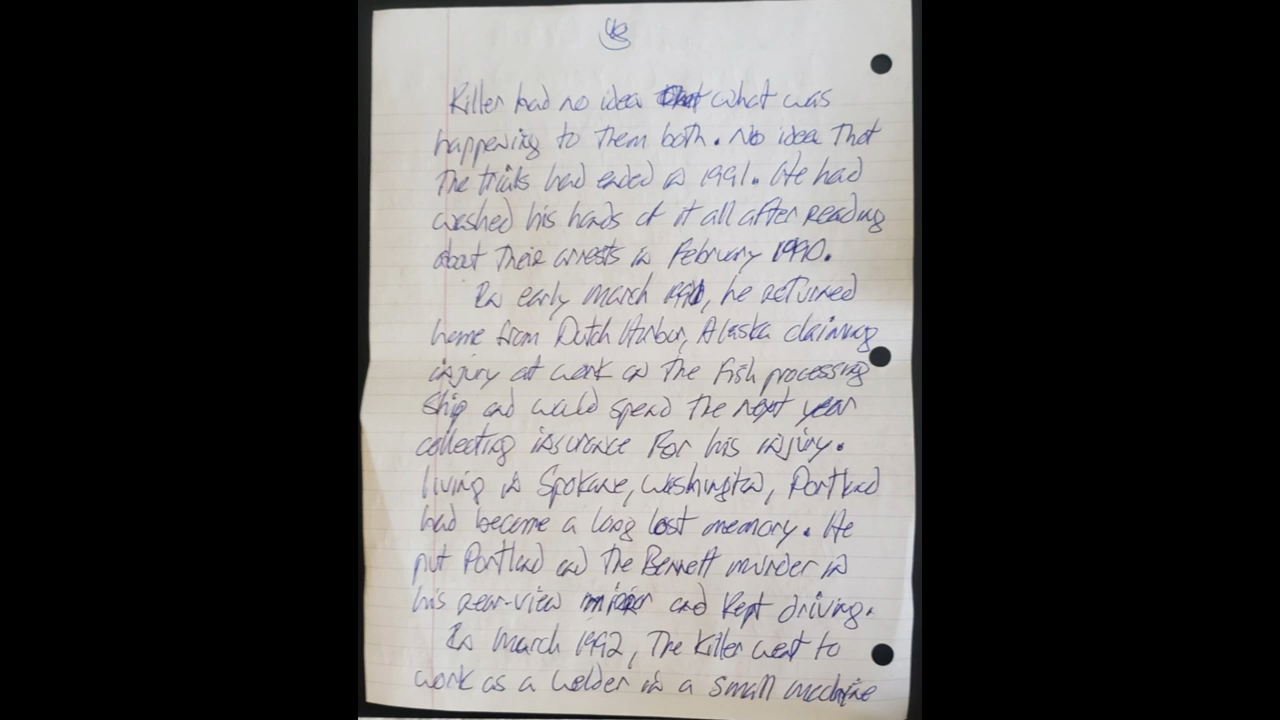 Killer had no idea what was
happening to them both. No idea That
The trials had ended in 1991. He had
washed his hands of it all after reading
about Their arrests in February 1990.
In early march 1991, he returned
home from Dutch Harbor, Alaska claiming
injury at work on The Fish processing
ship and would spend The next year
collecting insurance For his injury.
living in Spokane, Washington, Portland
had become a long lost memory. He
put Portland and The Bennett murder in
his rear-view mirror and kept driving.
In march 1992, The Killer went to
work as a welder in a small machine